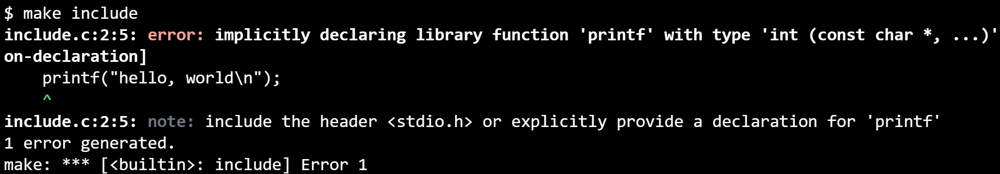 $ make include
include.c:2:5: error: implicitly declaring library function 'printf' with type 'int (const char *, ...)'
on-declaration]
    printf("hello, world\n");
    ^
include.c:2:5: note: include the header <stdio.h> or explicitly provide a declaration for 'printf'
1 error generated.
make: *** [<builtin>: include] Error 1